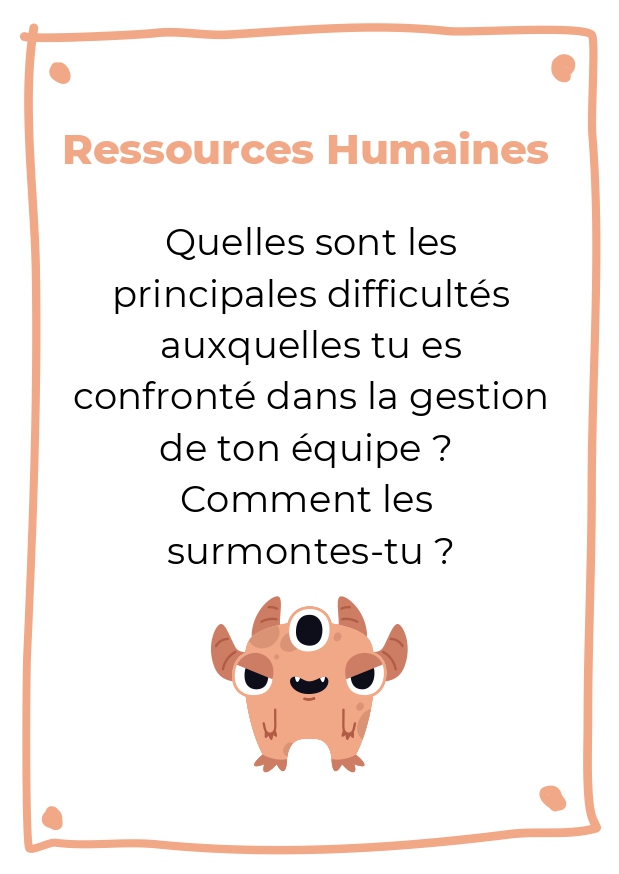 Ressources Humaines
Quelles sont les
principales difficultés
auxquelles tu es
confronté dans la gestion
de ton équipe ?
Comment les
surmontes-tu ?